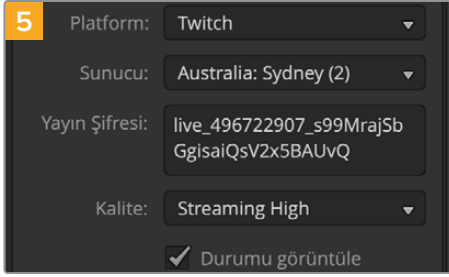 5
Platform: Twitch
Sunucu: Australia: Sydney (2)
Yayın Şifresi: live_496722907_s99MrajSb
GgisaiQsV2x5BAUvQ
Kalite: Streaming High
Durumu görüntüle